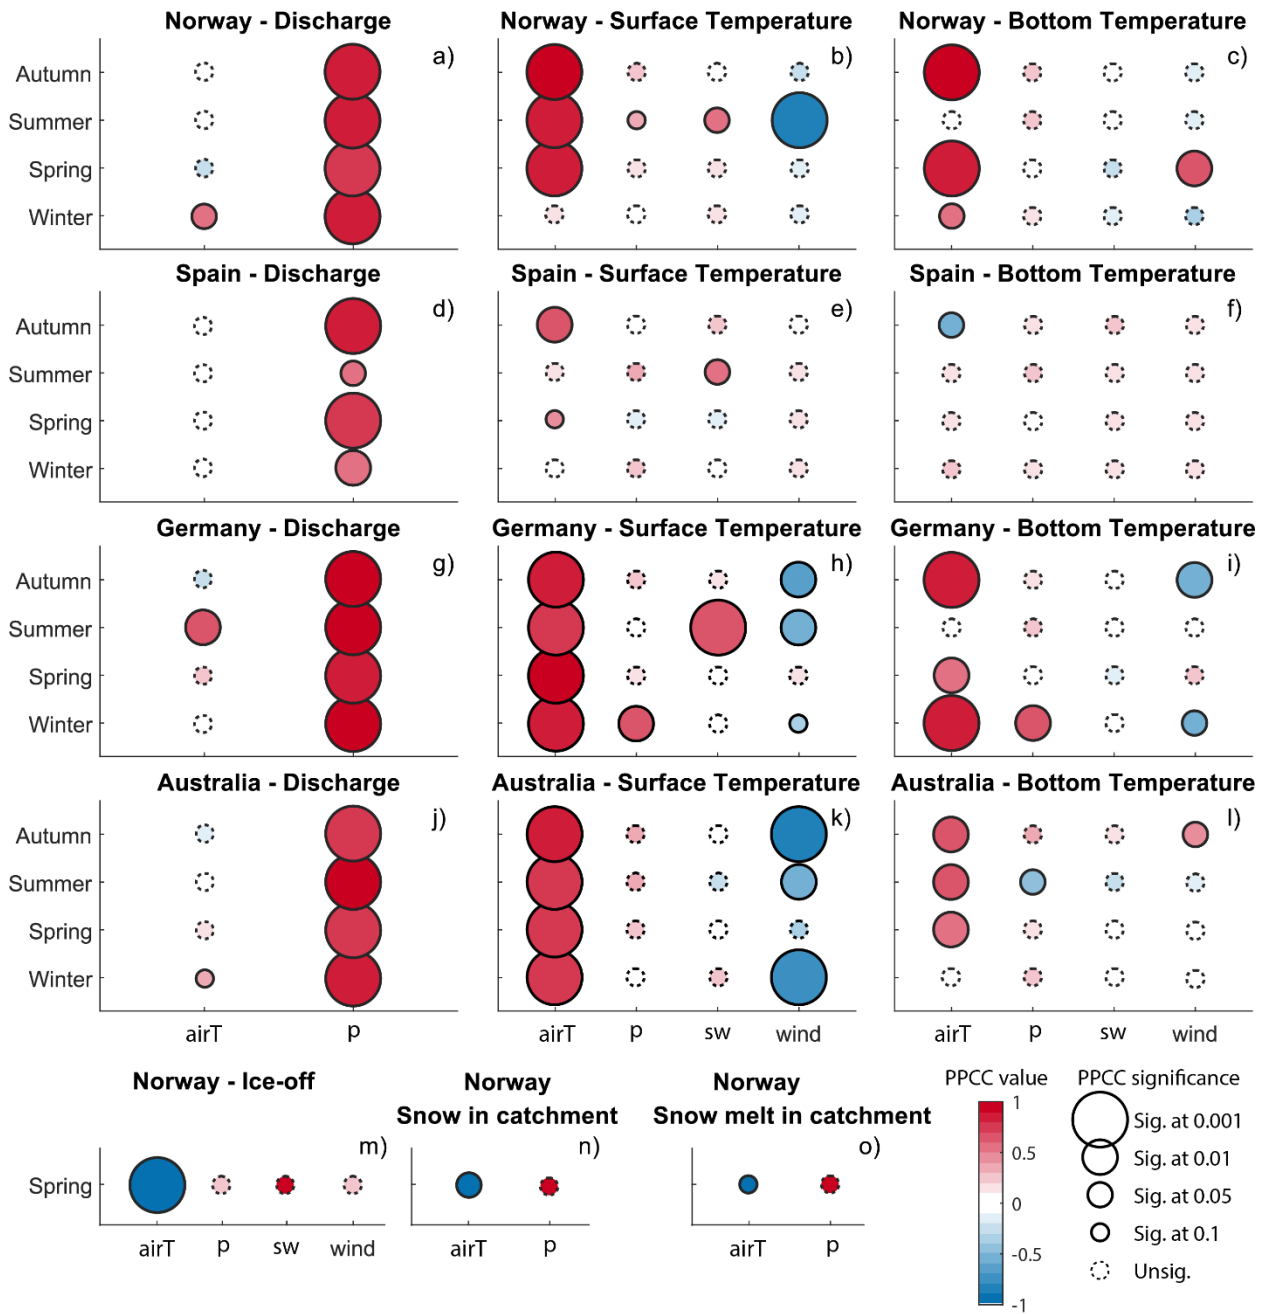 Norway - Discharge
Norway - Surface Temperature
Norway - Bottom Temperature
a)
b)
c)
Autumn
Summer
Spring
Winter
Spain - Discharge
Spain - Surface Temperature
Spain - Bottom Temperature
d)
e)
f)
Autumn
Summer
Spring
Winter
Germany - Discharge
Germany - Surface Temperature
Germany - Bottom Temperature
g)
h)
i)
Autumn
Summer
Spring
Winter
Australia - Discharge
Australia - Surface Temperature
Australia - Bottom Temperature
j)
k)
l)
Autumn
Summer
Spring
Winter
airT p
airT p sw wind
airT p sw wind
Norway - Ice-off
m)
Spring
airT p sw wind
Norway
Snow in catchment
n)
airT p
Norway
Snow melt in catchment
o)
airT p
PPCC value
1
0.5
0
-0.5
-1
PPCC significance
Sig. at 0.001
Sig. at 0.01
Sig. at 0.05
Sig. at 0.1
Unsig.